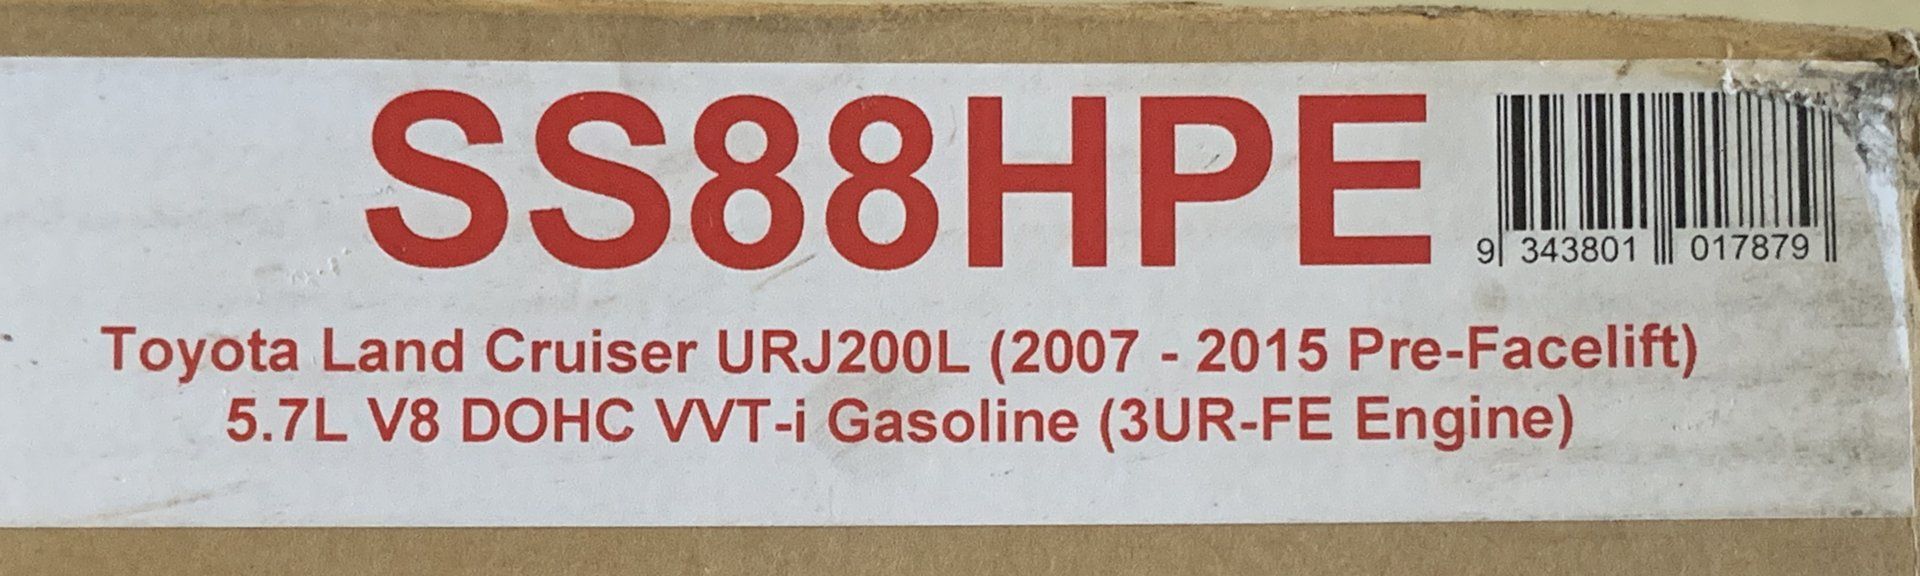 SS88HPE
9 343801 017879
Toyota Land Cruiser URJ200L (2007 - 2015 Pre-Facelift)
5.7L V8 DOHC VVT-i Gasoline (3UR-FE Engine)